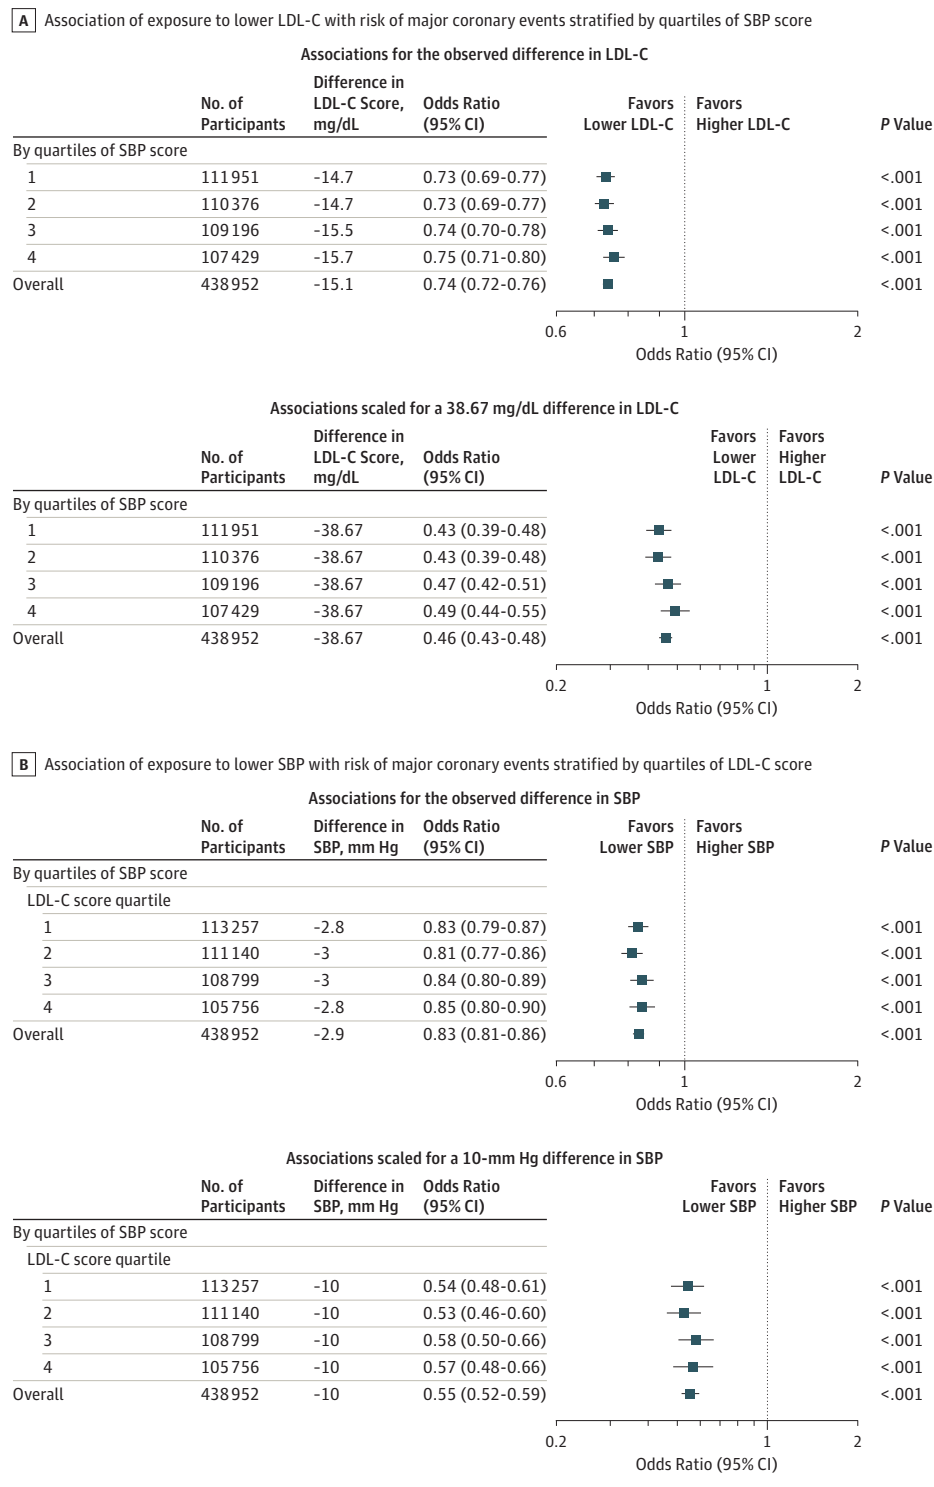 A Association of exposure to lower LDL-C with risk of major coronary events stratified by quartiles of SBP score
Associations for the observed difference in LDL-C
No. of Participants Difference in LDL-C Score, mg/dL Odds Ratio (95% CI) Favors Lower LDL-C Favors Higher LDL-C P Value
By quartiles of SBP score
1 111951 -14.7 0.73 (0.69-0.77) <.001
2 110376 -14.7 0.73 (0.69-0.77) <.001
3 109196 -15.5 0.74 (0.70-0.78) <.001
4 107429 -15.7 0.75 (0.71-0.80) <.001
Overall 438952 -15.1 0.74 (0.72-0.76) <.001
0.6 1 2
Odds Ratio (95% CI)
Associations scaled for a 38.67 mg/dL difference in LDL-C
No. of Participants Difference in LDL-C Score, mg/dL Odds Ratio (95% CI) Favors Lower LDL-C Favors Higher LDL-C P Value
By quartiles of SBP score
1 111951 -38.67 0.43 (0.39-0.48) <.001
2 110376 -38.67 0.43 (0.39-0.48) <.001
3 109196 -38.67 0.47 (0.42-0.51) <.001
4 107429 -38.67 0.49 (0.44-0.55) <.001
Overall 438952 -38.67 0.46 (0.43-0.48) <.001
0.2 1 2
Odds Ratio (95% CI)
B Association of exposure to lower SBP with risk of major coronary events stratified by quartiles of LDL-C score
Associations for the observed difference in SBP
No. of Participants Difference in SBP, mm Hg Odds Ratio (95% CI) Favors Lower SBP Favors Higher SBP P Value
By quartiles of SBP score
LDL-C score quartile
1 113257 -2.8 0.83 (0.79-0.87) <.001
2 111140 -3 0.81 (0.77-0.86) <.001
3 108799 -3 0.84 (0.80-0.89) <.001
4 105756 -2.8 0.85 (0.80-0.90) <.001
Overall 438952 -2.9 0.83 (0.81-0.86) <.001
0.6 1 2
Odds Ratio (95% CI)
Associations scaled for a 10-mm Hg difference in SBP
No. of Participants Difference in SBP, mm Hg Odds Ratio (95% CI) Favors Lower SBP Favors Higher SBP P Value
By quartiles of SBP score
LDL-C score quartile
1 113257 -10 0.54 (0.48-0.61) <.001
2 111140 -10 0.53 (0.46-0.60) <.001
3 108799 -10 0.58 (0.50-0.66) <.001
4 105756 -10 0.57 (0.48-0.66) <.001
Overall 438952 -10 0.55 (0.52-0.59) <.001
0.2 1 2
Odds Ratio (95% CI)